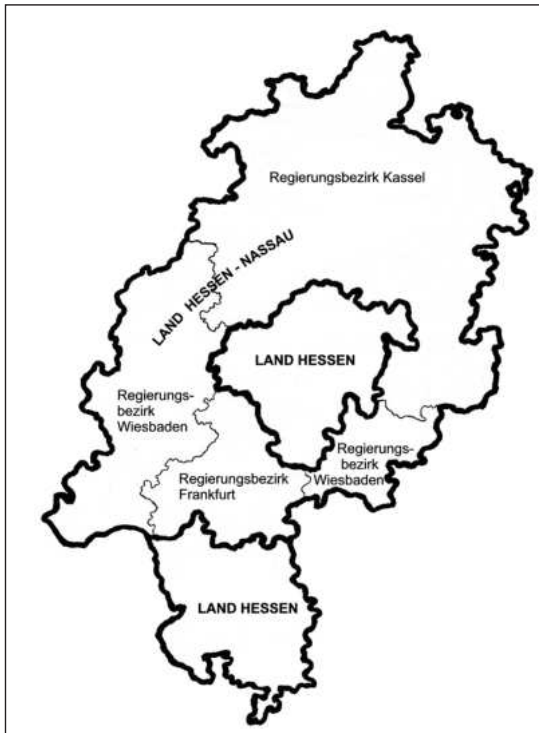 Regierungsbezirk Kassel
LAND HESSEN - NASSAU
LAND HESSEN
Regierungs-
bezirk
Wiesbaden
Regierungs-
bezirk
Wiesbaden
Regierungsbezirk
Frankfurt
LAND HESSEN